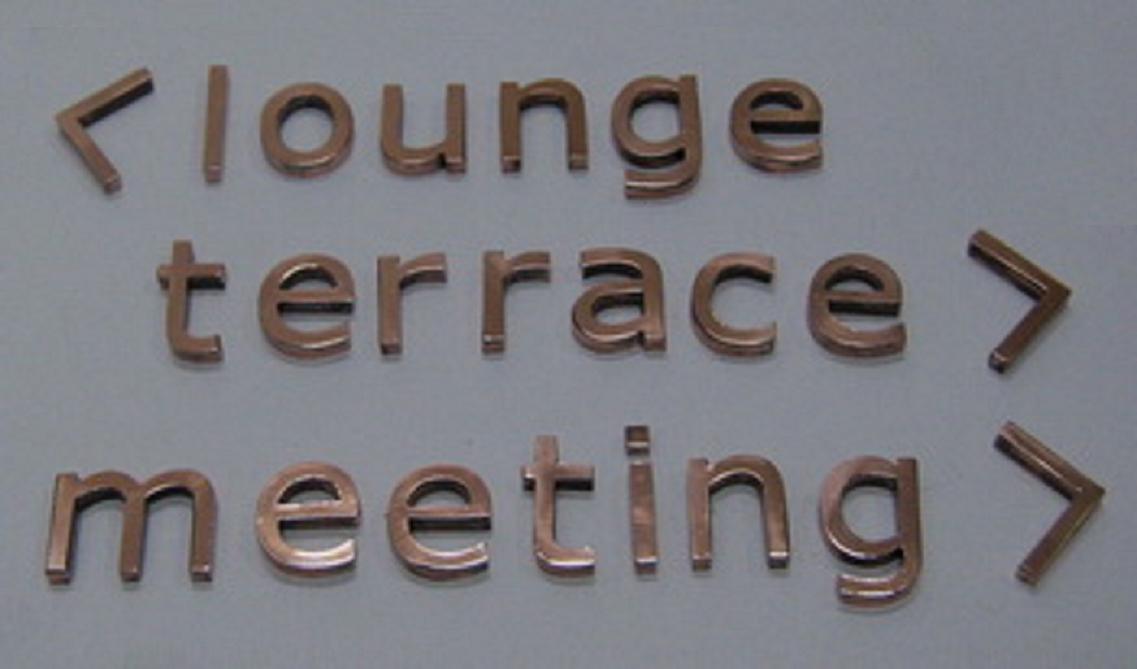 < lounge
terrace >
meeting >